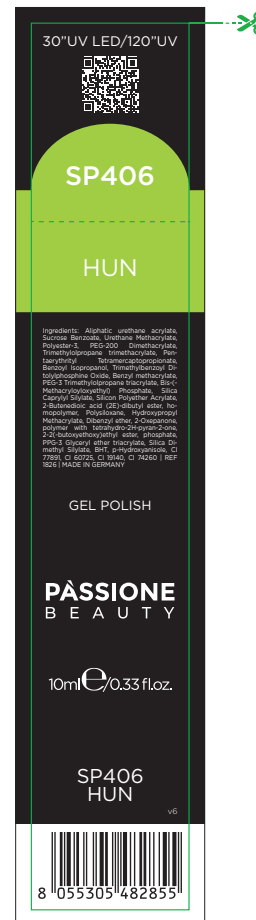 30”UV LED/120”UV
SP406
HUN
Ingredients: Aliphatic urethane acrylate,
Sucrose Benzoate, Urethane Methacrylate,
Polyester-3, PEG-200 Dimethacrylate,
Trimethylolpropane trimethacrylate, Pen-
taerythrityl Tetramercaptopropionate,
Benzoyl Isopropanol, Trimethylbenzoyl Di-
tolylphosphine Oxide, Benzyl methacrylate,
PEG-3 Trimethylolpropane triacrylate, Bis-(-
Methacryloyloxyethyl) Phosphate, Silica
Caprylyl Silylate, Silicon Polyether Acrylate,
2-Butenedioic acid (2E)-dibutyl ester, ho-
mopolymer, Polysiloxane, Hydroxypropyl
Methacrylate, Dibenzyl ether, 2-Oxepanone,
polymer with tetrahydro-2H-pyran-2-one,
2-2(-butoxyethoxy)ethyl ester, phosphate,
PPG-3 Glyceryl ether triacrylate, Silica Di-
methyl Silylate, BHT, p-Hydroxyanisole, CI
77891, CI 60725, CI 19140, CI 74260 | REF
1826 | MADE IN GERMANY
GEL POLISH
PÀSSIONE
BEAUTY
10ml℮/0.33 fl.oz.
SP406
HUN
v6
8 055305 482855